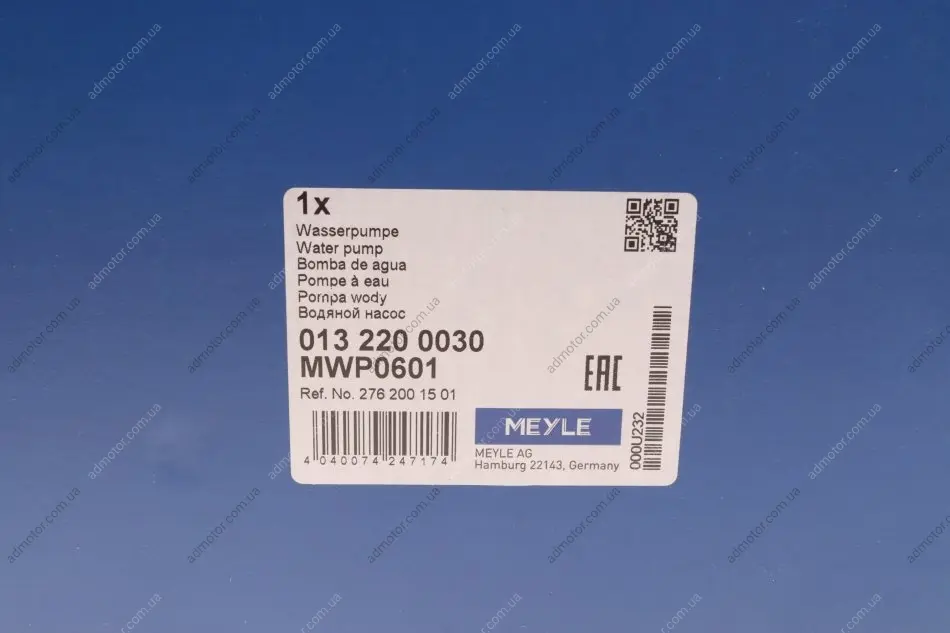 1x
Wasserpumpe
Water pump
Bomba de agua
Pompe à eau
Pompa wody
Водяной насос
013 220 0030
MWP0601
Ref. No. 276 200 15 01
EAC
4 040074 247174
MEYLE
MEYLE AG
Hamburg 22143, Germany
000U232
admotor.com.ua